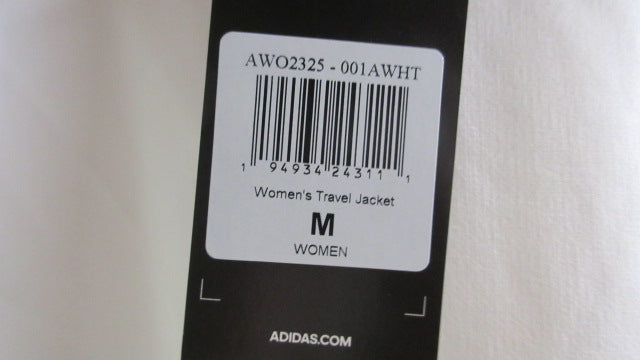 AWO2325 - 001AWHT
1 94934 24311 1
Women's Travel Jacket
M
WOMEN
ADIDAS.COM